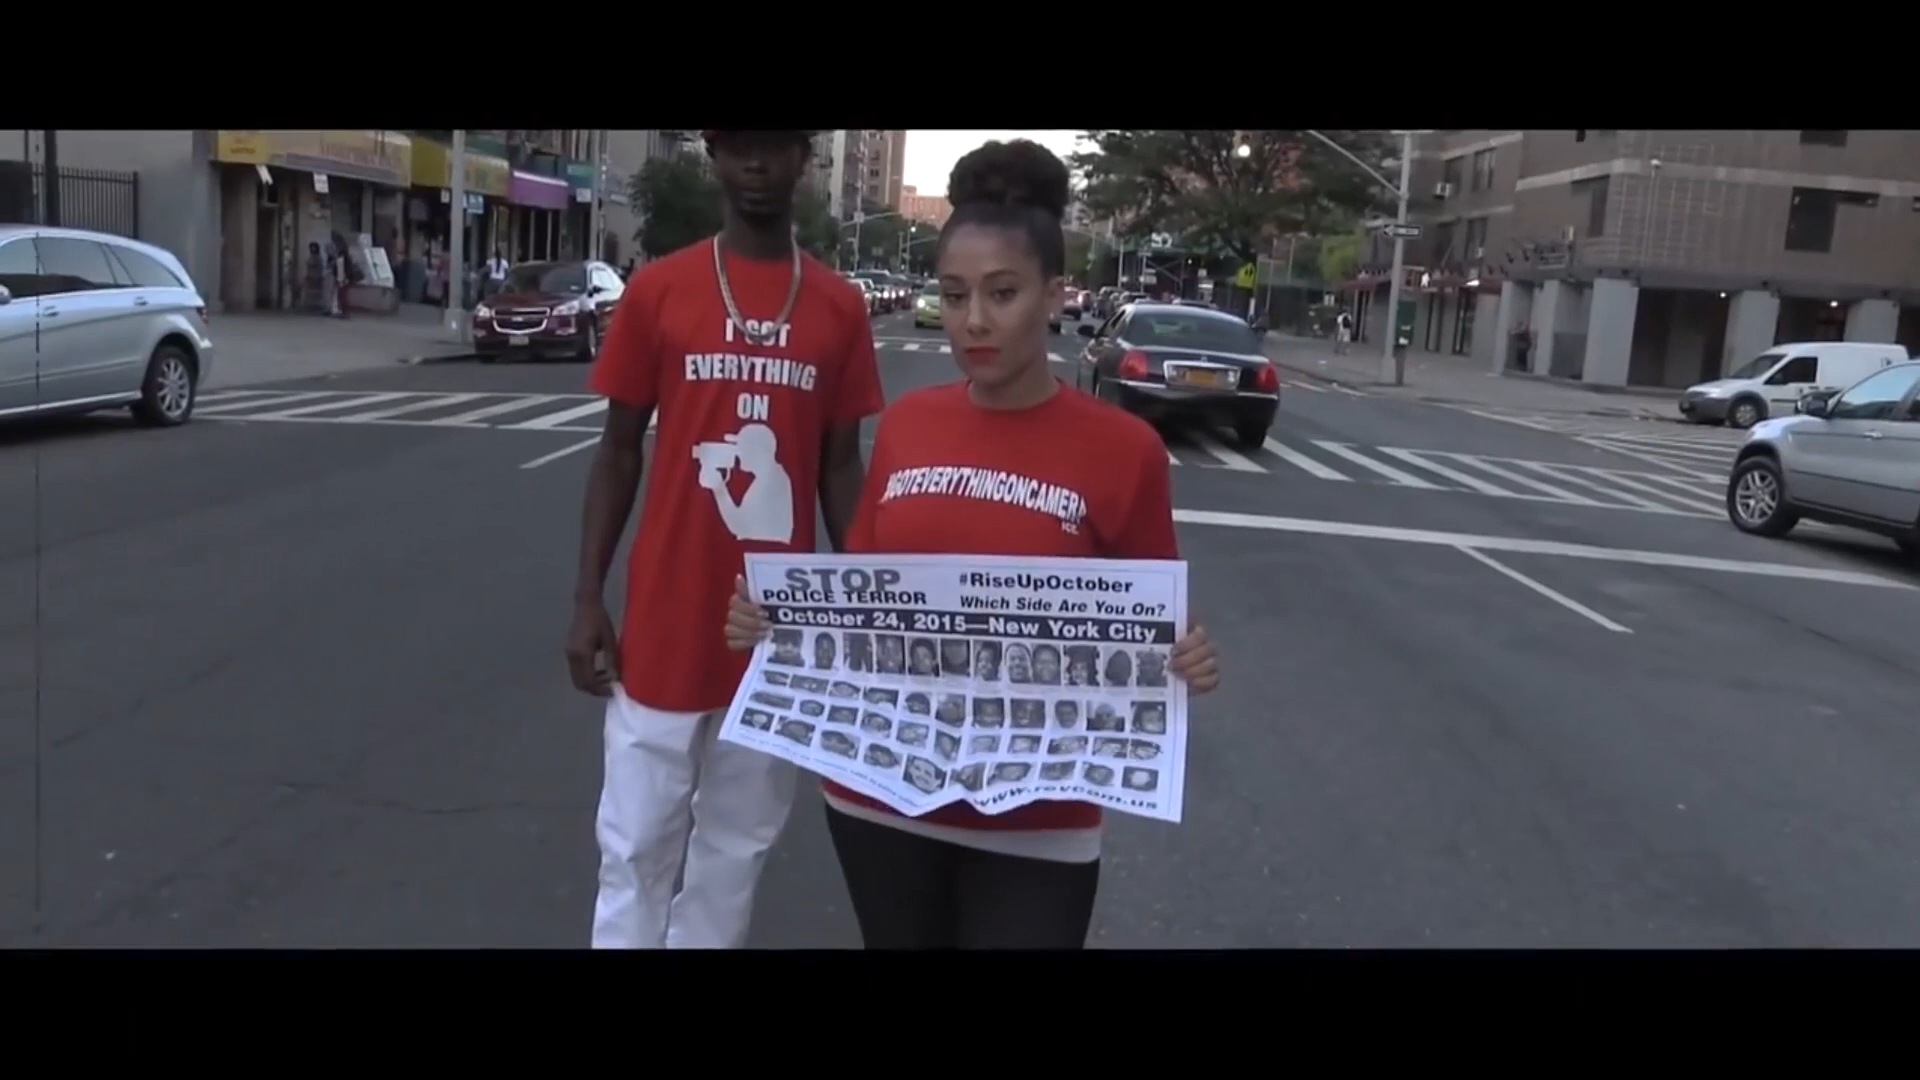 I GOT
EVERYTHING
ON
#IGOTEVERYTHINGONCAMERA
ICE.
STOP
POLICE TERROR
#RiseUpOctober
Which Side Are You On?
October 24, 2015—New York City
www.revcom.us